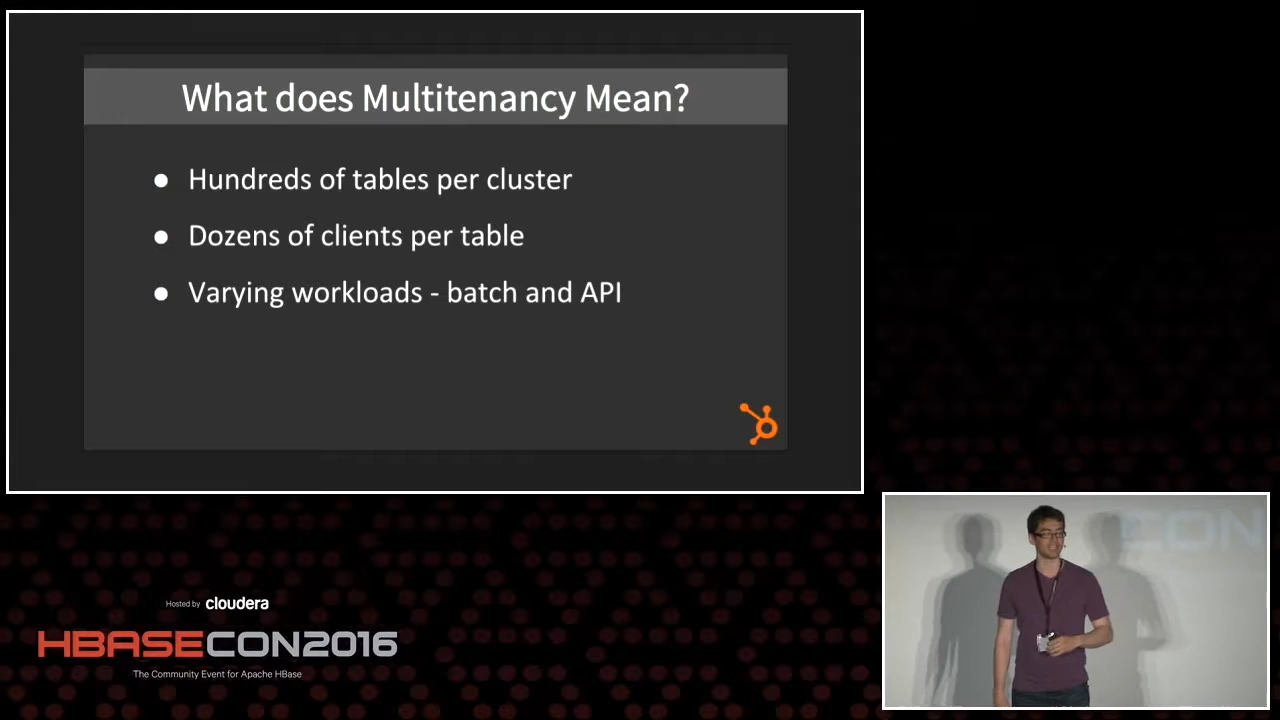 What does Multitenancy Mean?
● Hundreds of tables per cluster
● Dozens of clients per table
● Varying workloads - batch and API
Hosted by cloudera
HBASECON2016
The Community Event for Apache HBase
CON